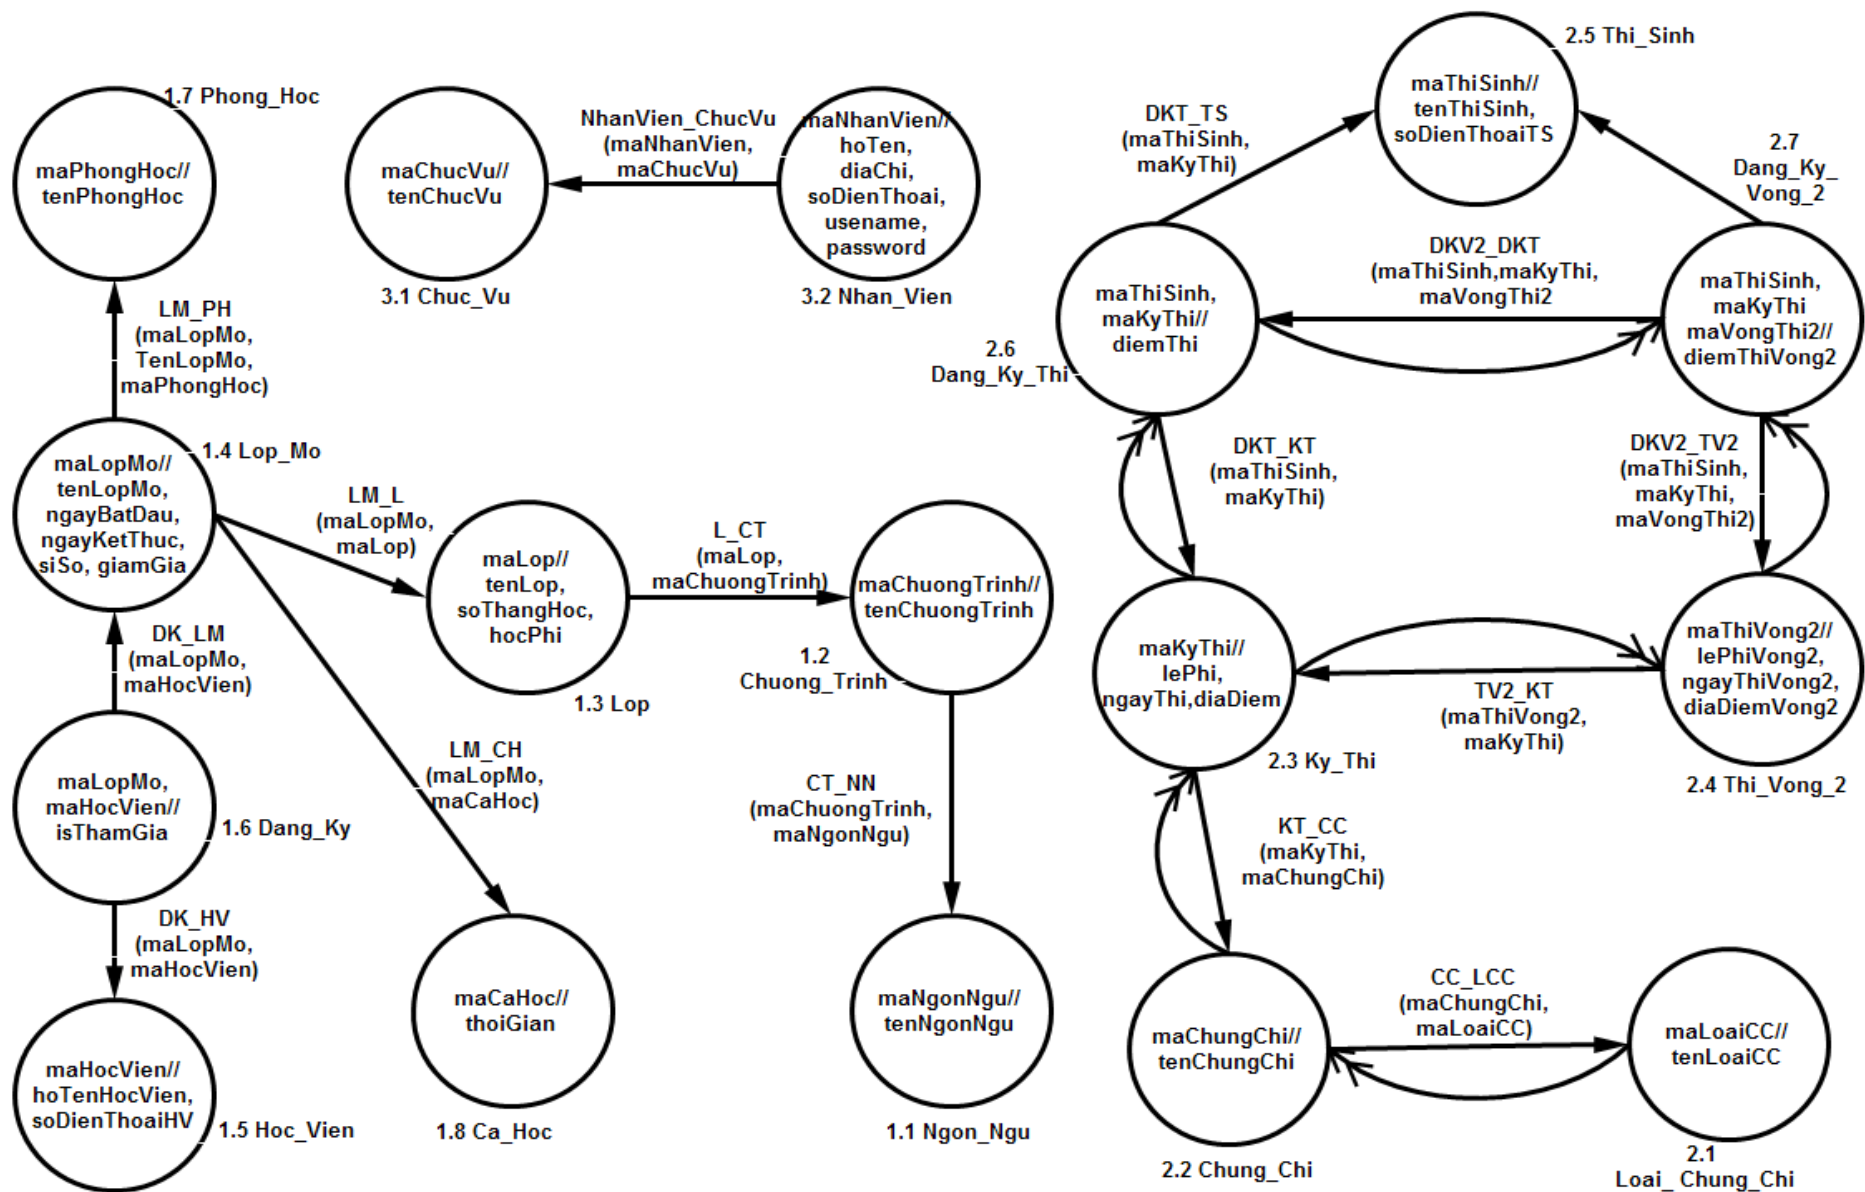 1.7 Phong_Hoc
maPhongHoc//
tenPhongHoc
LM_PH
(maLopMo,
TenLopMo,
maPhongHoc)
1.4 Lop_Mo
maLopMo//
tenLopMo,
ngayBatDau,
ngayKetThuc,
siSo, giamGia
DK_LM
(maLopMo,
maHocVien)
maLopMo,
maHocVien//
isThamGia
1.6 Dang_Ky
DK_HV
(maLopMo,
maHocVien)
maHocVien//
hoTenHocVien,
soDienThoaiHV
1.5 Hoc_Vien
maChucVu//
tenChucVu
3.1 Chuc_Vu
NhanVien_ChucVu
(maNhanVien,
maChucVu)
maNhanVien//
hoTen,
diaChi,
soDienThoai,
usename,
password
3.2 Nhan_Vien
LM_L
(maLopMo,
maLop)
maLop//
tenLop,
soThangHoc,
hocPhi
1.3 Lop
L_CT
(maLop,
maChuongTrinh)
maChuongTrinh//
tenChuongTrinh
1.2
Chuong_Trinh
LM_CH
(maLopMo,
maCaHoc)
maCaHoc//
thoiGian
1.8 Ca_Hoc
CT_NN
(maChuongTrinh,
maNgonNgu)
maNgonNgu//
tenNgonNgu
1.1 Ngon_Ngu
2.5 Thi_Sinh
maThiSinh//
tenThiSinh,
soDienThoaiTS
DKT_TS
(maThiSinh,
maKyThi)
2.7
Dang_Ky_
Vong_2
maThiSinh,
maKyThi//
diemThi
2.6
Dang_Ky_Thi
DKV2_DKT
(maThiSinh,maKyThi,
maVongThi2
maThiSinh,
maKyThi
maVongThi2//
diemThiVong2
DKT_KT
(maThiSinh,
maKyThi)
DKV2_TV2
(maThiSinh,
maKyThi,
maVongThi2)
maKyThi//
lePhi,
ngayThi,diaDiem
2.3 Ky_Thi
TV2_KT
(maThiVong2,
maKyThi)
maThiVong2//
lePhiVong2,
ngayThiVong2,
diaDiemVong2
2.4 Thi_Vong_2
KT_CC
(maKyThi,
maChungChi)
maChungChi//
tenChungChi
2.2 Chung_Chi
CC_LCC
(maChungChi,
maLoaiCC)
maLoaiCC//
tenLoaiCC
2.1
Loai_ Chung_Chi